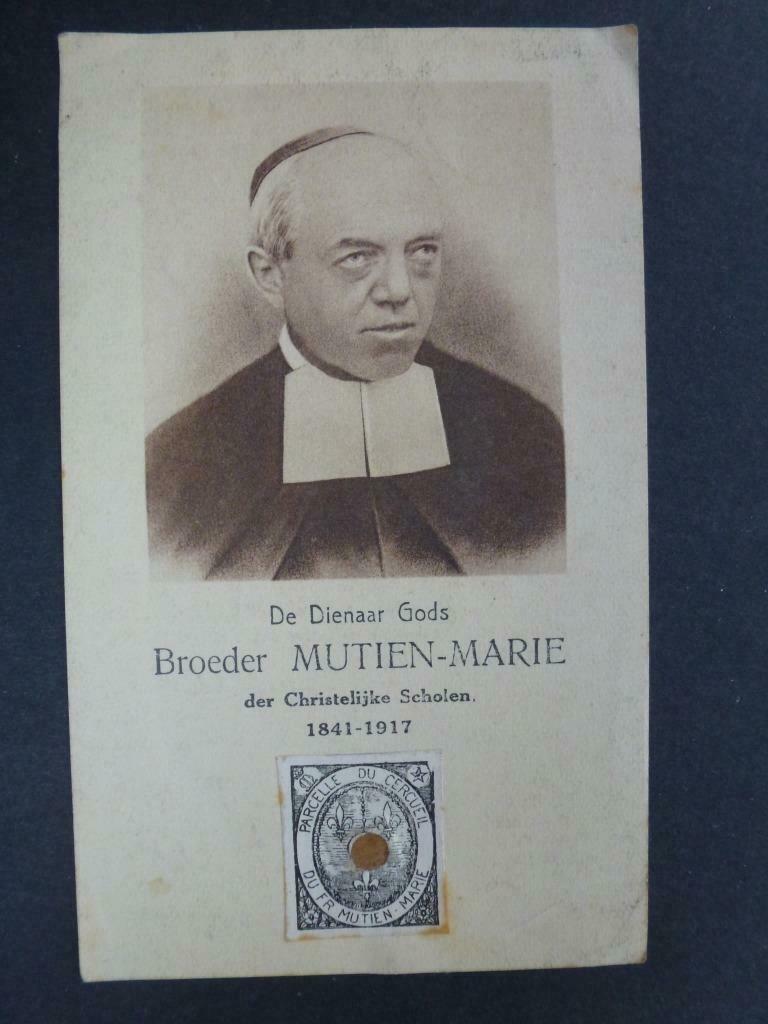 De Dienaar Gods
Broeder MUTIEN-MARIE
der Christelijke Scholen.
1841-1917
PARCELLE DU CERCUEIL
DU FR MUTIEN-MARIE